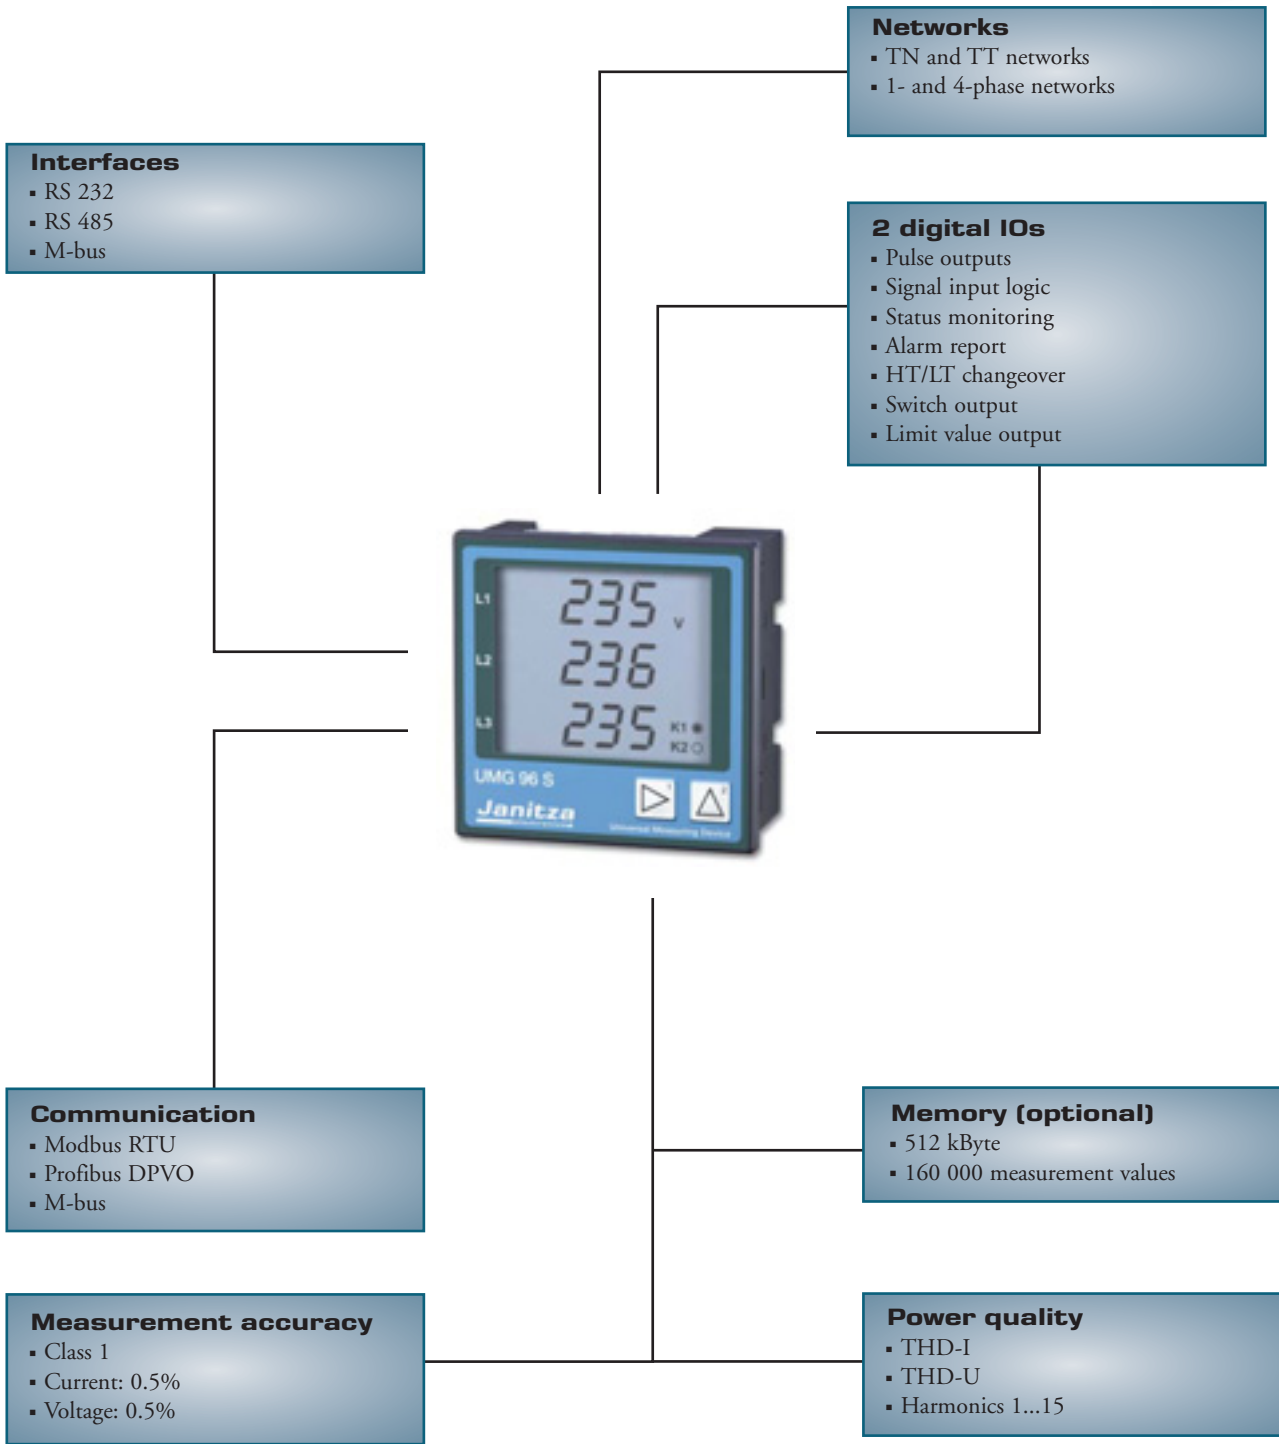 Networks
▪ TN and TT networks
▪ 1- and 4-phase networks
Interfaces
▪ RS 232
▪ RS 485
▪ M-bus
2 digital IOs
▪ Pulse outputs
▪ Signal input logic
▪ Status monitoring
▪ Alarm report
▪ HT/LT changeover
▪ Switch output
▪ Limit value output
L1 235 V
L2 236
L3 235 K1
K2
UMG 96 S
Janitza
Universal Measuring Device
Communication
▪ Modbus RTU
▪ Profibus DPVO
▪ M-bus
Memory (optional)
▪ 512 kByte
▪ 160 000 measurement values
Measurement accuracy
▪ Class 1
▪ Current: 0.5%
▪ Voltage: 0.5%
Power quality
▪ THD-I
▪ THD-U
▪ Harmonics 1...15